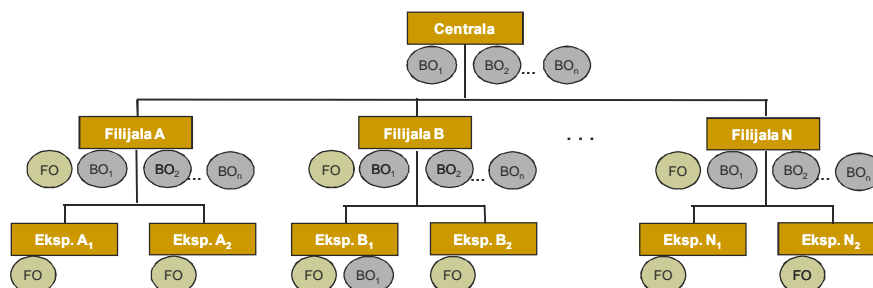 Centrala
BO1 BO2 ... BOn
Filijala A Filijala B ... Filijala N
FO BO1 BO2 ... BOn FO BO1 BO2 ... BOn FO BO1 BO2 ... BOn
Eksp. A1 Eksp. A2 Eksp. B1 Eksp. B2 Eksp. N1 Eksp. N2
FO FO FO BO1 FO FO FO